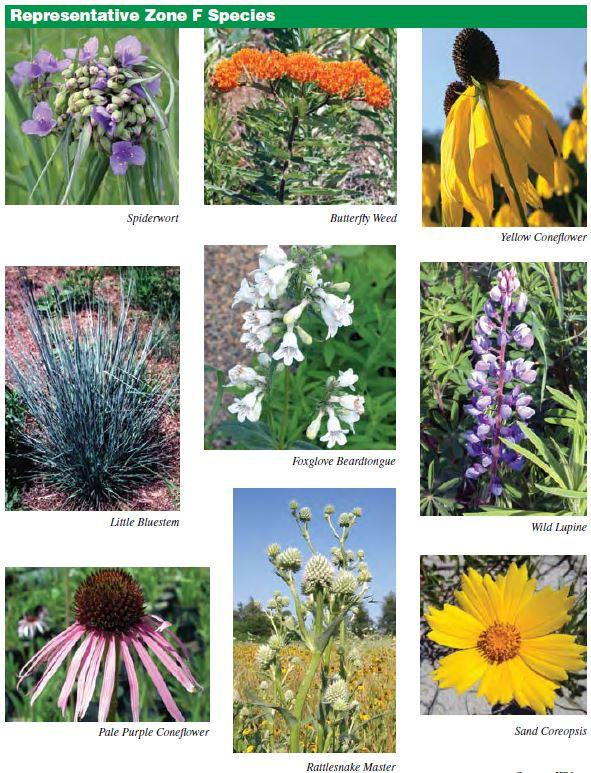 Representative Zone F Species
Spiderwort
Butterfly Weed
Yellow Coneflower
Little Bluestem
Foxglove Beardtongue
Wild Lupine
Pale Purple Coneflower
Rattlesnake Master
Sand Coreopsis